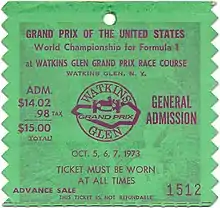 GRAND PRIX OF THE UNITED STATES
World Championship for Formula 1
at WATKINS GLEN GRAND PRIX RACE COURSE
WATKINS GLEN, N. Y.
ADM.
$14.02
.98 TAX
$15.00
TOTAL
WATKINS
GRAND PRIX
GLEN
GENERAL
ADMISSION
OCT. 5, 6, 7, 1973
TICKET MUST BE WORN
AT ALL TIMES
ADVANCE SALE
THIS TICKET IS NOT REFUNDABLE
1512